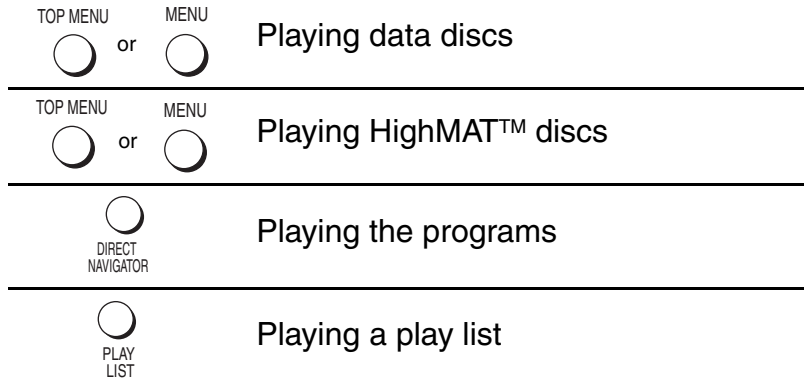 TOP MENU or MENU Playing data discs
TOP MENU or MENU Playing HighMAT™ discs
Playing the programs
DIRECT
NAVIGATOR
Playing a play list
PLAY
LIST